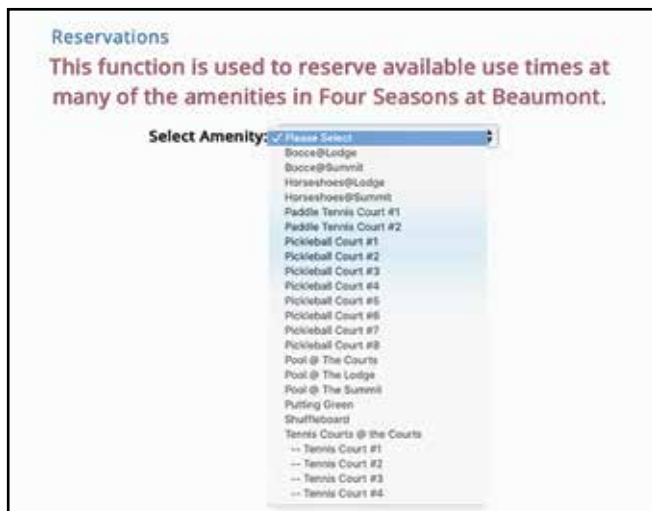 Reservations
This function is used to reserve available use times at
many of the amenities in Four Seasons at Beaumont.
Select Amenity: ✓ Please Select
Bocce@Lodge
Bocce@Summit
Horseshoes@Lodge
Horseshoes@Summit
Paddle Tennis Court #1
Paddle Tennis Court #2
Pickleball Court #1
Pickleball Court #2
Pickleball Court #3
Pickleball Court #4
Pickleball Court #5
Pickleball Court #6
Pickleball Court #7
Pickleball Court #8
Pool @ The Courts
Pool @ The Lodge
Pool @ The Summit
Putting Green
Shuffleboard
Tennis Courts @ the Courts
-- Tennis Court #1
-- Tennis Court #2
-- Tennis Court #3
-- Tennis Court #4